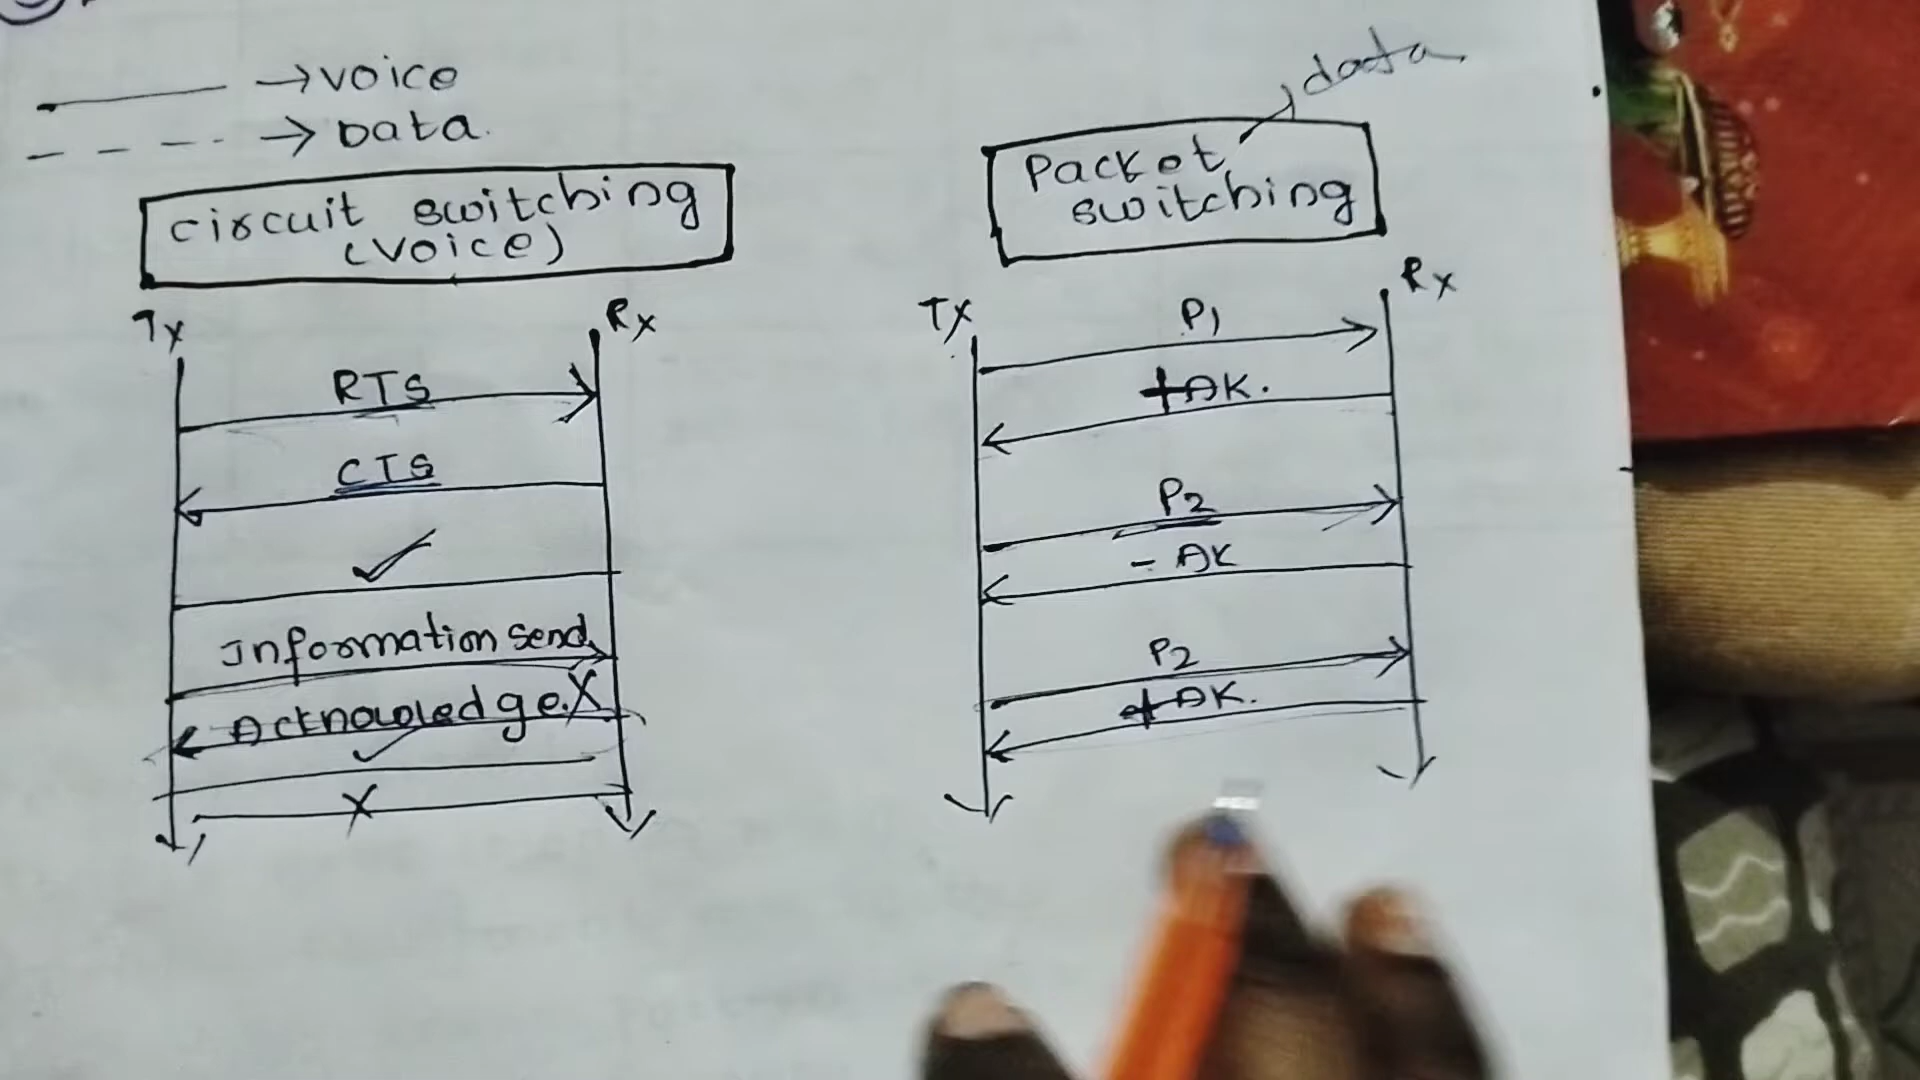 → voice
→ Data.
circuit switching
(voice)
Tx
Rx
RTS
CTS
✓
Information send
Acknowledge. X
✓
X
data
Packet
switching
Tx
Rx
P1
+AK.
P2
- AK
P2
+AK.